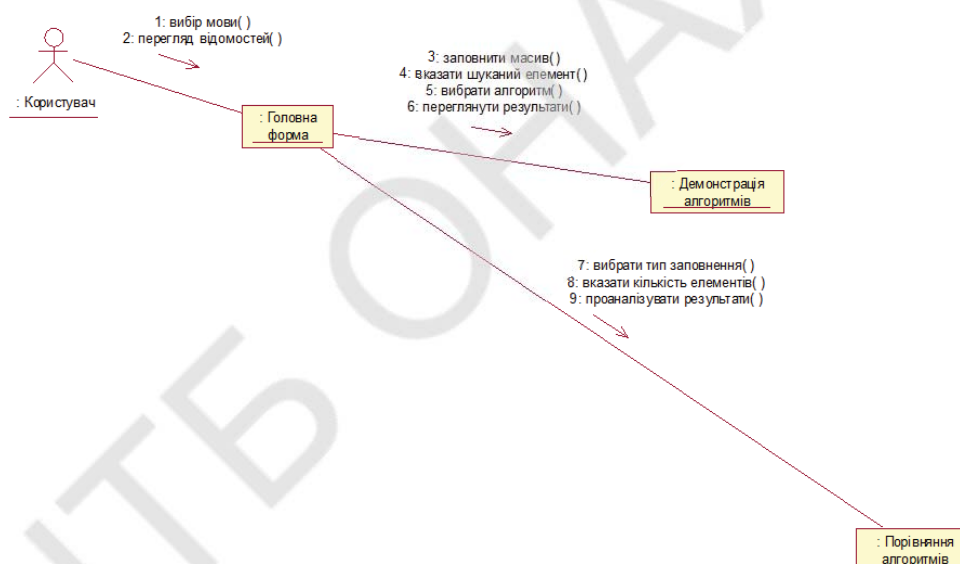 1: вибір мови( )
2: перегляд відомостей( )
: Користувач
3: заповнити масив( )
4: вказати шуканий елемент( )
5: вибрати алгоритм( )
6: переглянути результати( )
: Головна
форма
: Демонстрація
алгоритмів
7: вибрати тип заповнення( )
8: вказати кількість елементів( )
9: проаналізувати результати( )
: Порівняння
алгоритмів